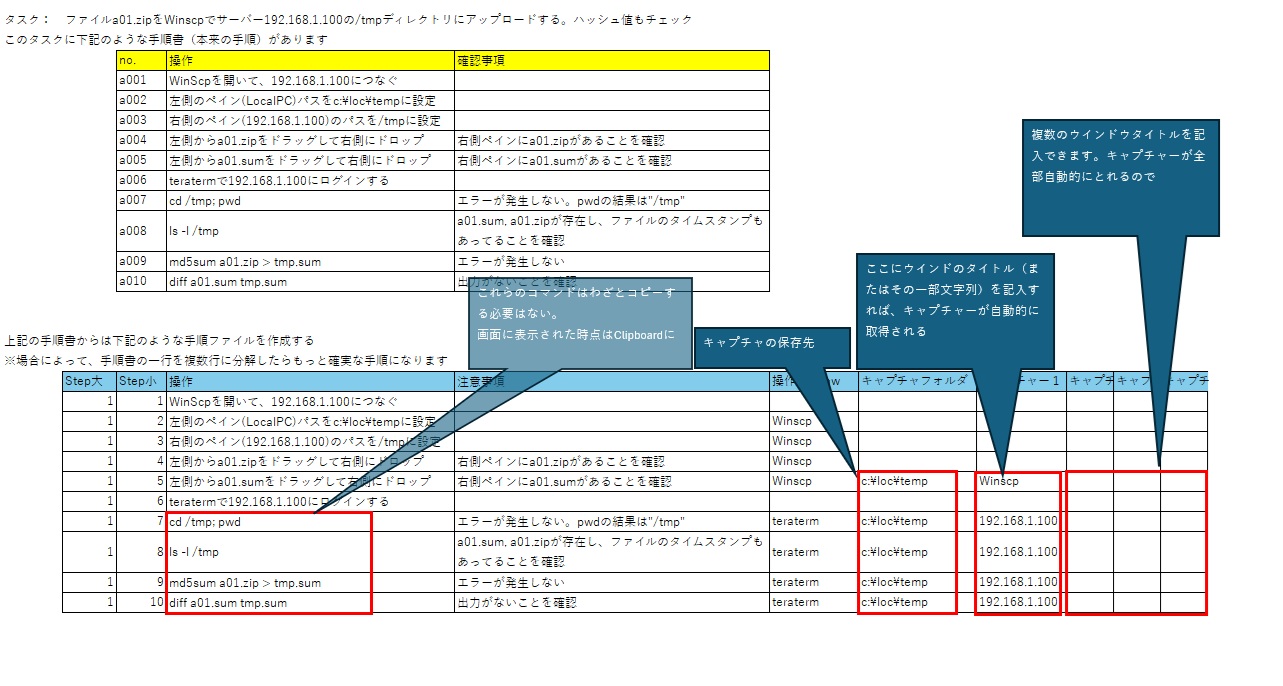 タスク： ファイルa01.zipをWinscpでサーバー192.168.1.100の/tmpディレクトリにアップロードする。ハッシュ値もチェック
このタスクに下記のような手順書（本来の手順）があります
no. 操作 確認事項
a001 WinScpを開いて、192.168.1.100につなぐ
a002 左側のペイン(LocalPC)パスをc:¥loc¥tempに設定
a003 右側のペイン(192.168.1.100)のパスを/tmpに設定
a004 左側からa01.zipをドラッグして右側にドロップ 右側ペインにa01.zipがあることを確認
a005 左側からa01.sumをドラッグして右側にドロップ 右側ペインにa01.sumがあることを確認
a006 teratermで192.168.1.100にログインする
a007 cd /tmp; pwd エラーが発生しない。pwdの結果は"/tmp"
a008 ls -l /tmp a01.sum, a01.zipが存在し、ファイルのタイムスタンプも
あってることを確認
a009 md5sum a01.zip > tmp.sum エラーが発生しない
a010 diff a01.sum tmp.sum 出力がないことを確認
複数のウインドウタイトルを記
入できます。キャプチャーが全
部自動的にとれるので
ここにウインドのタイトル（ま
たはその一部文字列）を記入す
れば、キャプチャーが自動的に
取得される
これらのコマンドはわざとコピーす
る必要はない。
画面に表示された時点はClipboardに
キャプチャの保存先
上記の手順書からは下記のような手順ファイルを作成する
※場合によって、手順書の一行を複数行に分解したらもっと確実な手順になります
Step大 Step小 操作 注意事項 操作 ow キャプチャフォルダ チャー1 キャプチ キャプ キャプチ
1 1 WinScpを開いて、192.168.1.100につなぐ
1 2 左側のペイン(LocalPC)パスをc:¥loc¥tempに設定 Winscp
1 3 右側のペイン(192.168.1.100)のパスを/tmpに設定 Winscp
1 4 左側からa01.zipをドラッグして右側にドロップ 右側ペインにa01.zipがあることを確認 Winscp
1 5 左側からa01.sumをドラッグして右側にドロップ 右側ペインにa01.sumがあることを確認 Winscp c:¥loc¥temp Winscp
1 6 teratermで192.168.1.100にログインする
1 7 cd /tmp; pwd エラーが発生しない。pwdの結果は"/tmp" teraterm c:¥loc¥temp 192.168.1.100
1 8 ls -l /tmp a01.sum, a01.zipが存在し、ファイルのタイムスタンプも
あってることを確認 teraterm c:¥loc¥temp 192.168.1.100
1 9 md5sum a01.zip > tmp.sum エラーが発生しない teraterm c:¥loc¥temp 192.168.1.100
1 10 diff a01.sum tmp.sum 出力がないことを確認 teraterm c:¥loc¥temp 192.168.1.100